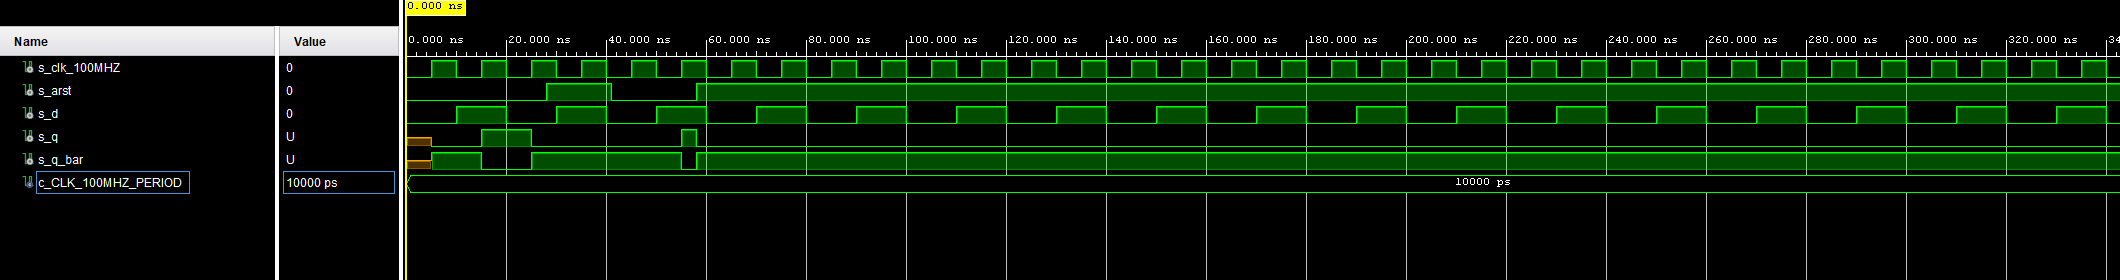 0.000 ns
Name Value
0.000 ns 20.000 ns 40.000 ns 60.000 ns 80.000 ns 100.000 ns 120.000 ns 140.000 ns 160.000 ns 180.000 ns 200.000 ns 220.000 ns 240.000 ns 260.000 ns 280.000 ns 300.000 ns 320.000 ns 34
s_clk_100MHZ 0
s_arst 0
s_d 0
s_q U
s_q_bar U
c_CLK_100MHZ_PERIOD 10000 ps 10000 ps